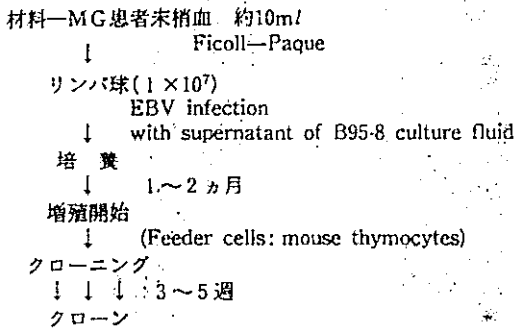 材料—MG患者末梢血 約10ml
↓ Ficoll—Paque
リンパ球(1×10⁷)
EBV infection
↓ with supernatant of B95-8 culture fluid
培 養
↓ 1～2ヵ月
増殖開始
↓ (Feeder cells: mouse thymocytes)
クローニング
↓ ↓ ↓ 3～5週
クローン